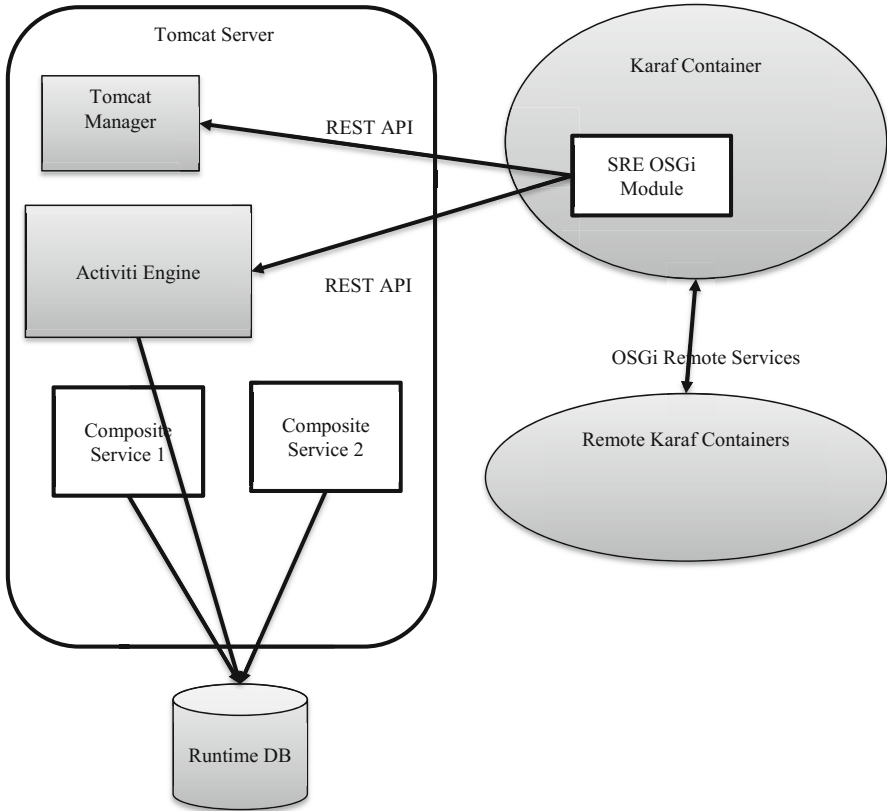 Tomcat Server
Tomcat
Manager
REST API
Activiti Engine
REST API
Composite
Service 1
Composite
Service 2
Runtime DB
Karaf Container
SRE OSGi
Module
OSGi Remote Services
Remote Karaf Containers